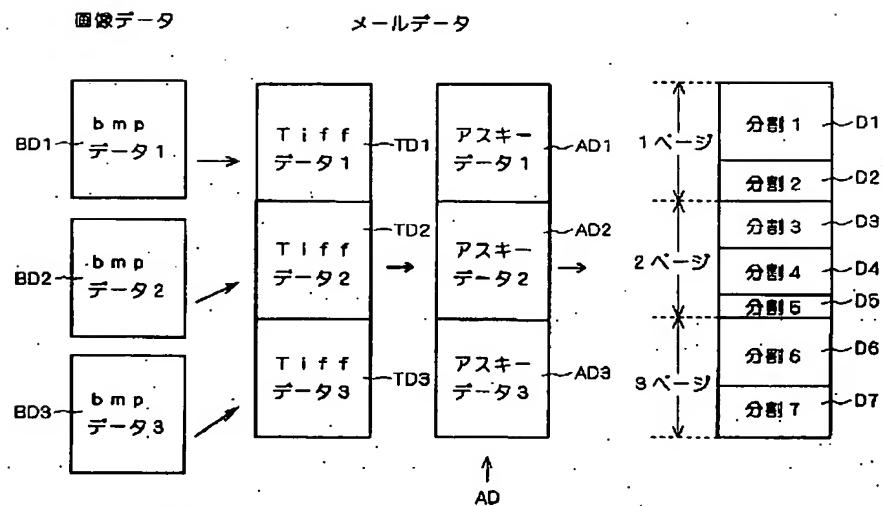 画像データ
メールデータ
bmp
データ1
BD1
bmp
データ2
BD2
bmp
データ3
BD3
Tiff
データ1
TD1
Tiff
データ2
TD2
Tiff
データ3
TD3
アスキー
データ1
AD1
アスキー
データ2
AD2
アスキー
データ3
AD3
AD
1ページ
2ページ
3ページ
分割1
D1
分割2
D2
分割3
D3
分割4
D4
分割5
D5
分割6
D6
分割7
D7